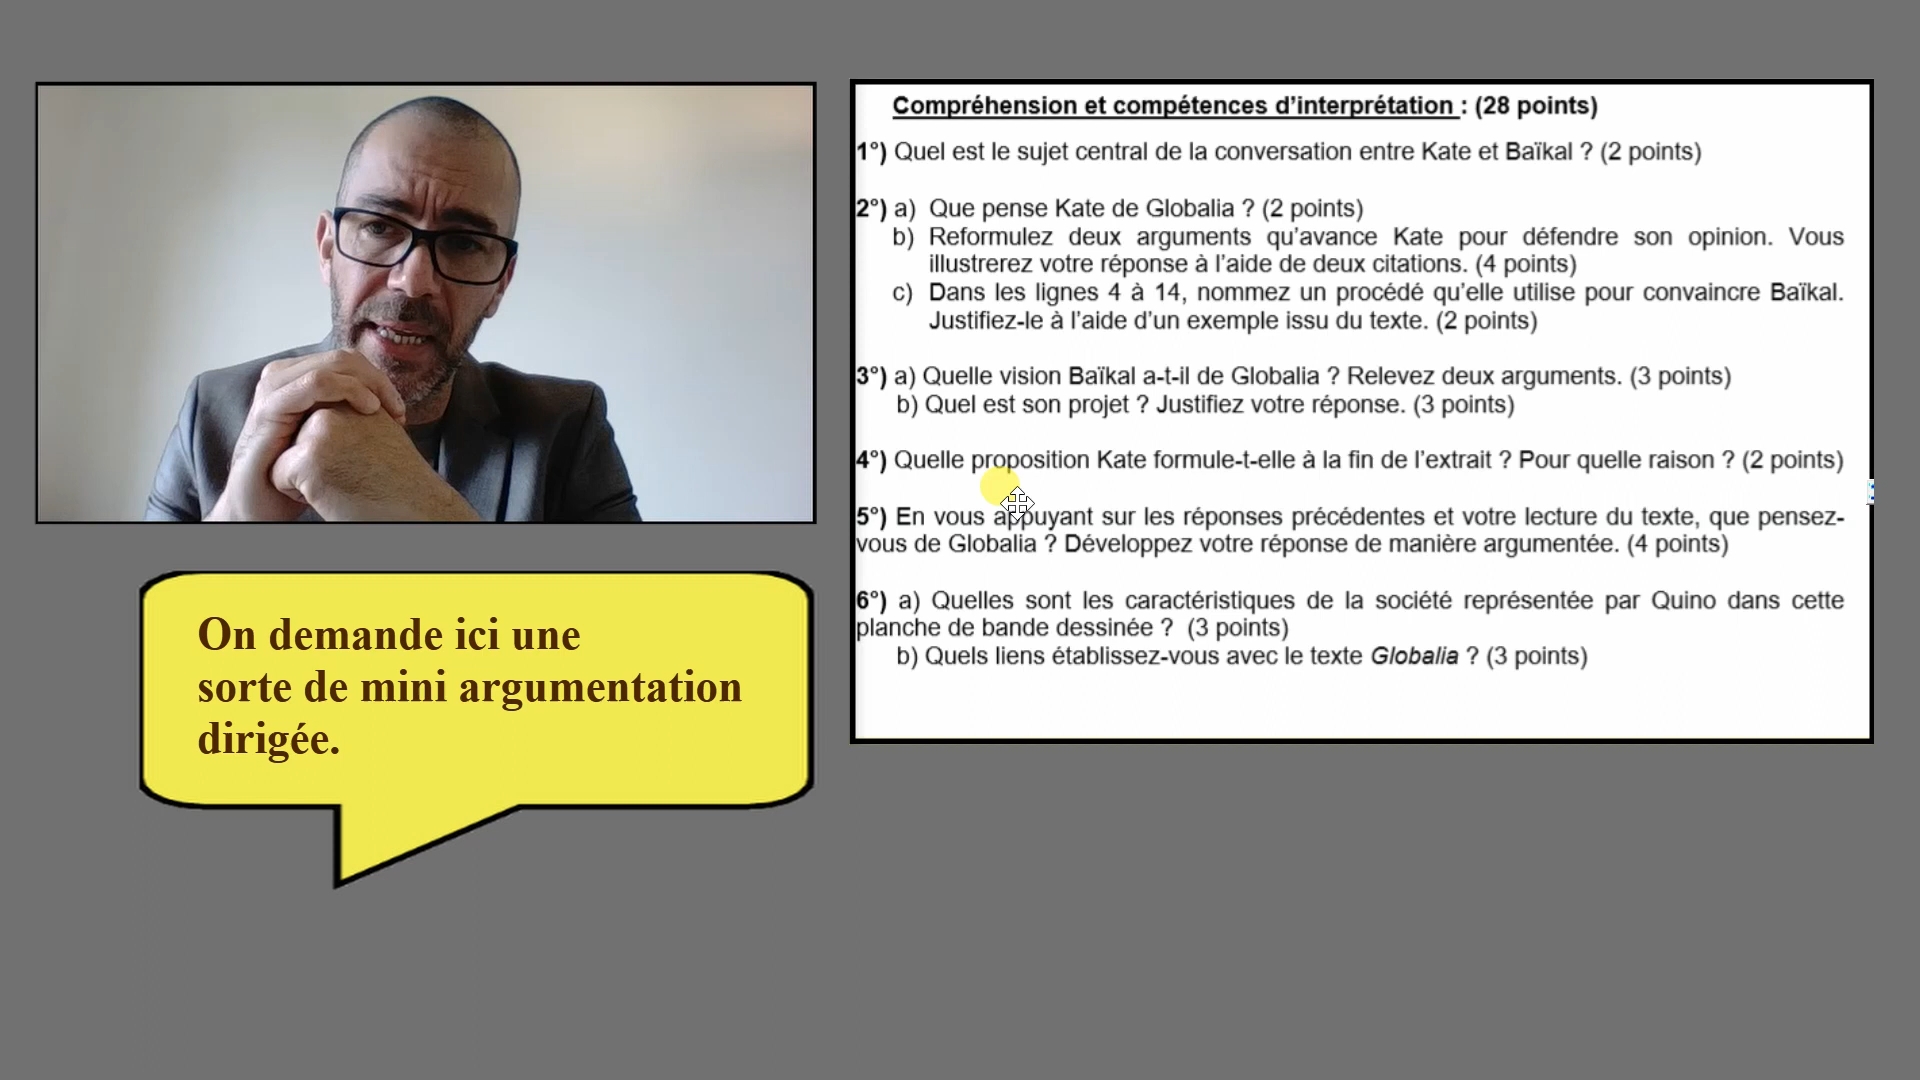 Compréhension et compétences d’interprétation : (28 points)
1°) Quel est le sujet central de la conversation entre Kate et Baïkal ? (2 points)
2°) a) Que pense Kate de Globalia ? (2 points)
b) Reformulez deux arguments qu’avance Kate pour défendre son opinion. Vous
illustrerez votre réponse à l’aide de deux citations. (4 points)
c) Dans les lignes 4 à 14, nommez un procédé qu’elle utilise pour convaincre Baïkal.
Justifiez-le à l’aide d’un exemple issu du texte. (2 points)
3°) a) Quelle vision Baïkal a-t-il de Globalia ? Relevez deux arguments. (3 points)
b) Quel est son projet ? Justifiez votre réponse. (3 points)
4°) Quelle proposition Kate formule-t-elle à la fin de l’extrait ? Pour quelle raison ? (2 points)
5°) En vous appuyant sur les réponses précédentes et votre lecture du texte, que pensez-
vous de Globalia ? Développez votre réponse de manière argumentée. (4 points)
6°) a) Quelles sont les caractéristiques de la société représentée par Quino dans cette
planche de bande dessinée ? (3 points)
b) Quels liens établissez-vous avec le texte Globalia ? (3 points)
On demande ici une
sorte de mini argumentation
dirigée.